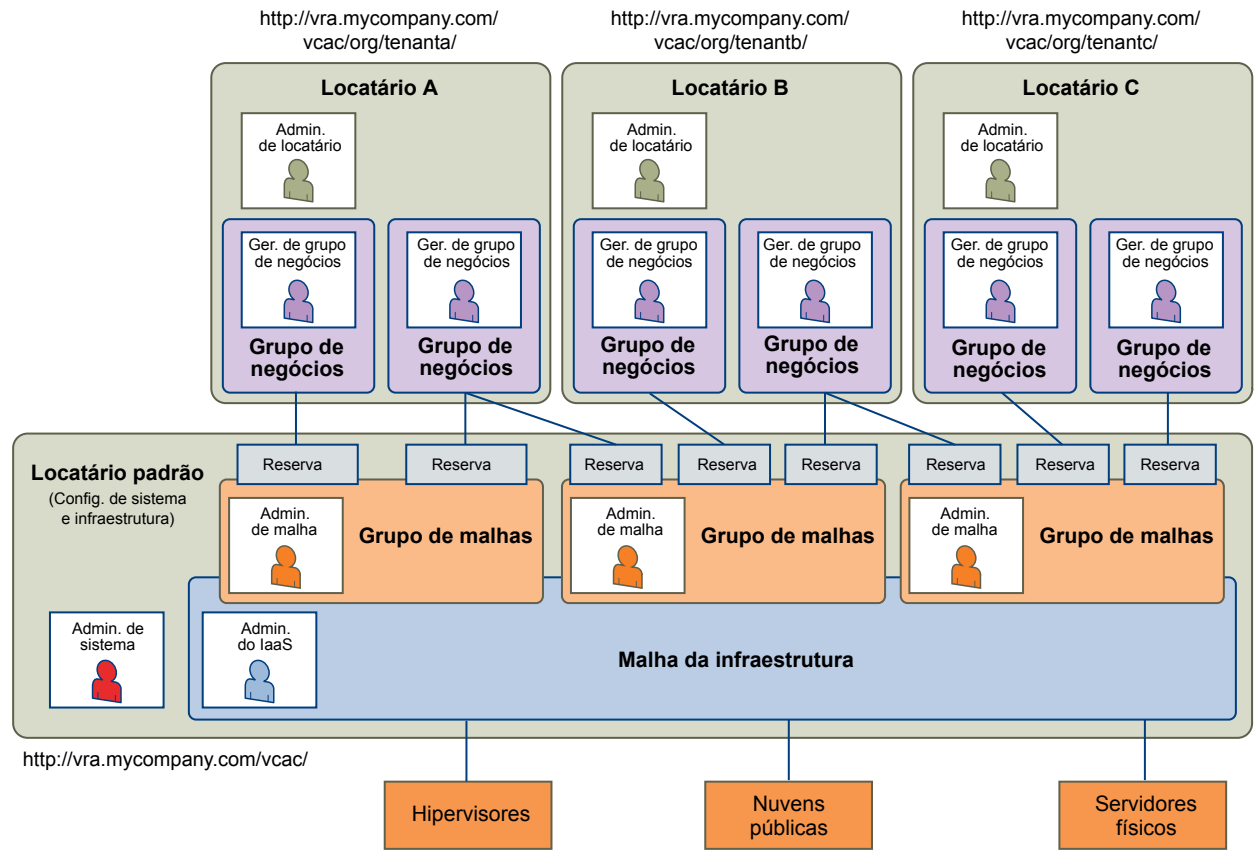 http://vra.mycompany.com/
vcac/org/tenanta/
http://vra.mycompany.com/
vcac/org/tenantb/
http://vra.mycompany.com/
vcac/org/tenantc/
Locatário A
Admin.
de locatário
Ger. de grupo
de negócios
Grupo de
negócios
Ger. de grupo
de negócios
Grupo de
negócios
Locatário B
Admin.
de locatário
Ger. de grupo
de negócios
Grupo de
negócios
Ger. de grupo
de negócios
Grupo de
negócios
Locatário C
Admin.
de locatário
Ger. de grupo
de negócios
Grupo de
negócios
Ger. de grupo
de negócios
Grupo de
negócios
Locatário padrão
(Config. de sistema
e infraestrutura)
Reserva
Reserva
Reserva
Reserva
Reserva
Reserva
Reserva
Reserva
Admin.
de malha
Grupo de malhas
Admin.
de malha
Grupo de malhas
Admin.
de malha
Grupo de malhas
Admin. de
sistema
Admin.
do IaaS
Malha da infraestrutura
http://vra.mycompany.com/vcac/
Hipervisores
Nuvens
públicas
Servidores
físicos